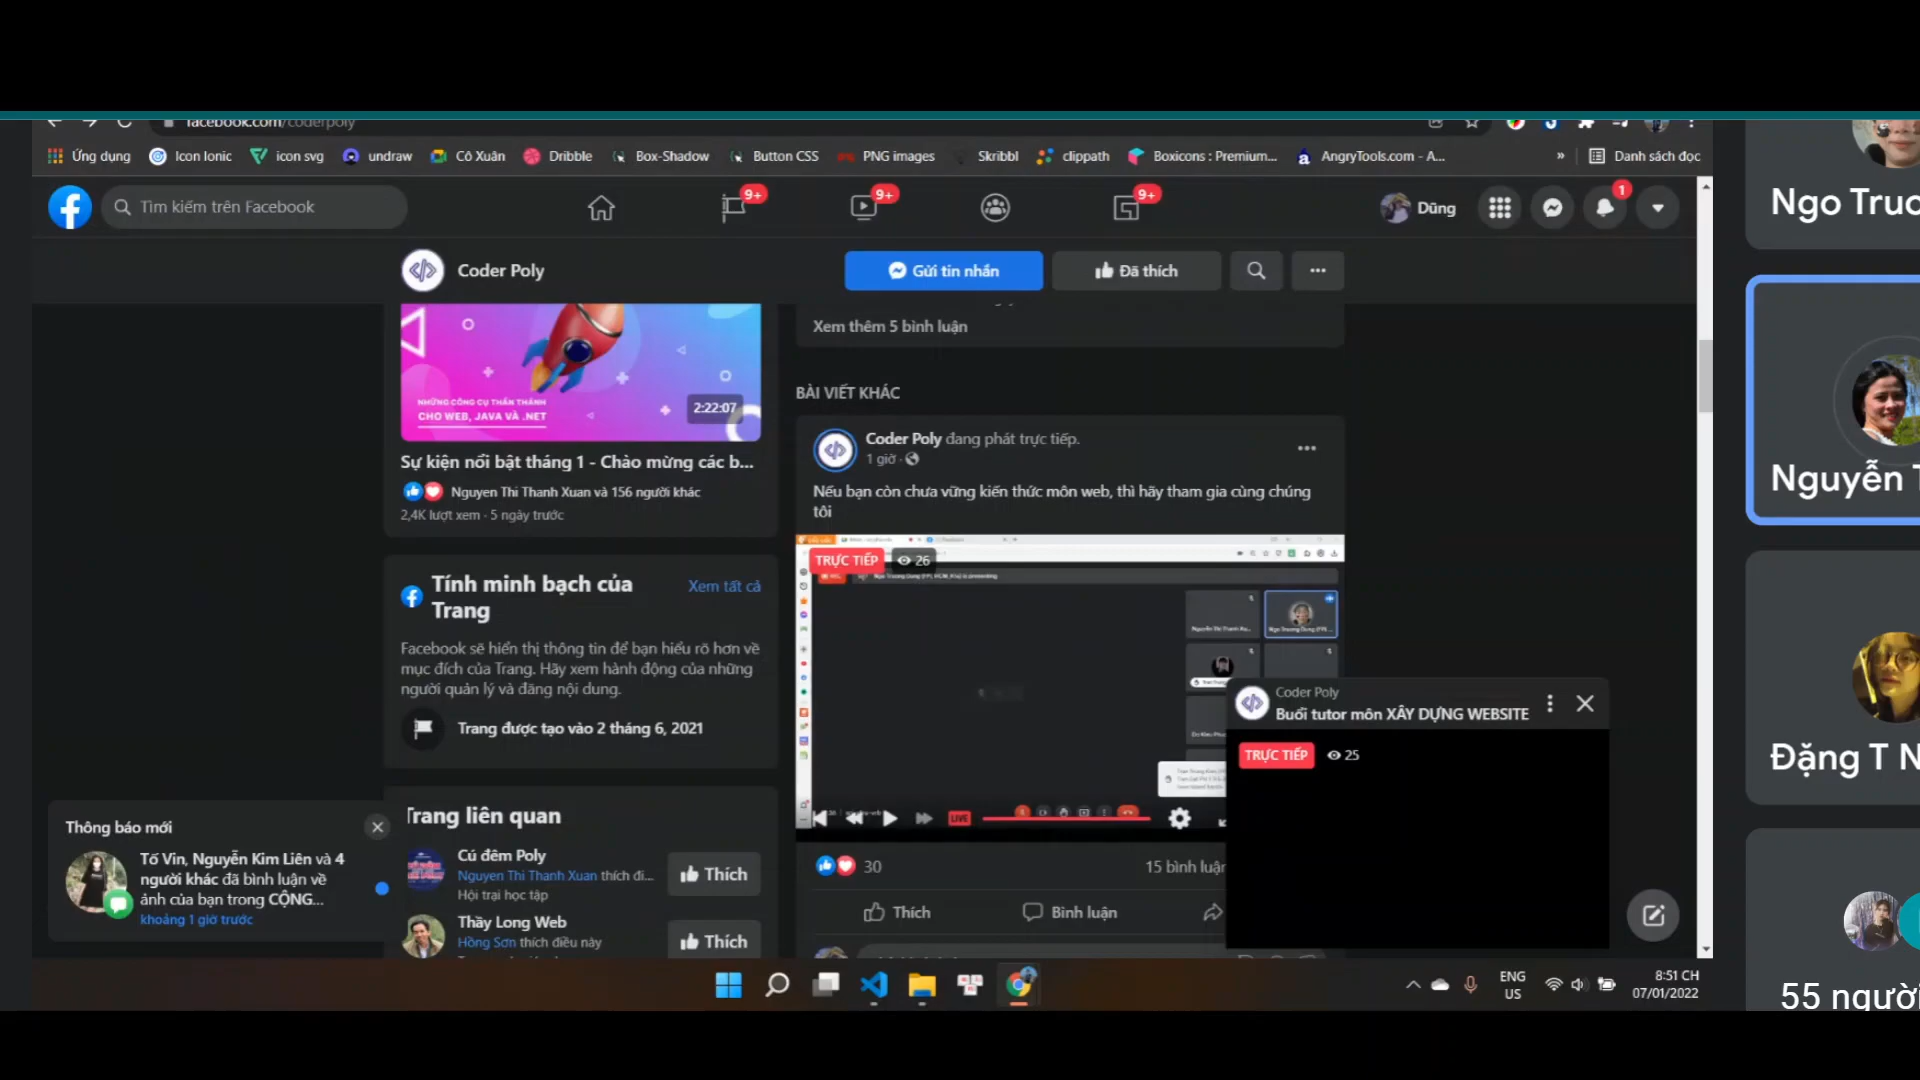 facebook.com/coderpoly
Ứng dụng
Icon Ionic
icon svg
undraw
Cô Xuân
Dribble
Box-Shadow
Button CSS
PNG images
Skribbl
clippath
Boxicons : Premium...
AngryTools.com - A...
»
Danh sách đọc
Tìm kiếm trên Facebook
9+
9+
9+
Dũng
1
Coder Poly
Gửi tin nhắn
Đã thích
NHỮNG CÔNG CỤ THẦN THÁNH
CHO WEB, JAVA VÀ .NET
2:22:07
Sự kiện nổi bật tháng 1 - Chào mừng các b...
Nguyen Thi Thanh Xuan và 156 người khác
2,4K lượt xem · 5 ngày trước
Tính minh bạch của
Trang
Xem tất cả
Facebook sẽ hiển thị thông tin để bạn hiểu rõ hơn về
mục đích của Trang. Hãy xem hành động của những
người quản lý và đăng nội dung.
Trang được tạo vào 2 tháng 6, 2021
Trang liên quan
Cú đêm Poly
Nguyen Thi Thanh Xuan thích đi...
Hội trại học tập
Thích
Thầy Long Web
Hồng Sơn thích điều này
Thích
Thông báo mới
Tố Vin, Nguyễn Kim Liên và 4
người khác đã bình luận về
ảnh của bạn trong CỘNG...
khoảng 1 giờ trước
Xem thêm 5 bình luận
BÀI VIẾT KHÁC
Coder Poly đang phát trực tiếp.
1 giờ ·
Nếu bạn còn chưa vững kiến thức môn web, thì hãy tham gia cùng chúng
tôi
TRỰC TIẾP
26
LIVE
30
15 bình luận
Thích
Bình luận
Coder Poly
Buổi tutor môn XÂY DỰNG WEBSITE
TRỰC TIẾP
25
ENG
US
8:51 CH
07/01/2022
Ngo Truo
Nguyễn T
Đặng T N
55 người